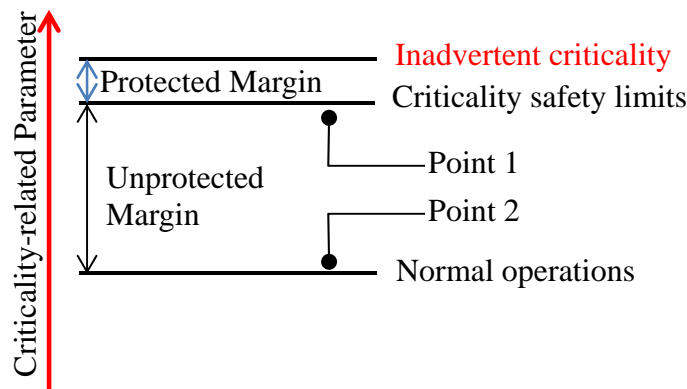 Criticality-related Parameter
Inadvertent criticality
Protected Margin
Criticality safety limits
Point 1
Unprotected
Margin
Point 2
Normal operations